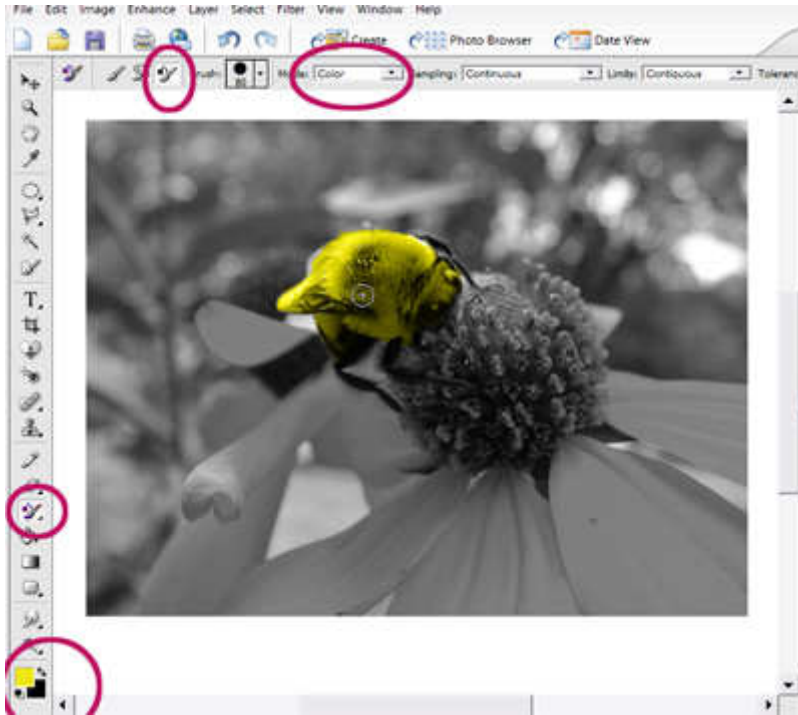 File Edit Image Enhance Layer Select Filter View Window Help
Create Photo Browser Date View
Brush: Mode: Color Sampling: Continuous Limits: Contiguous Toleran
T